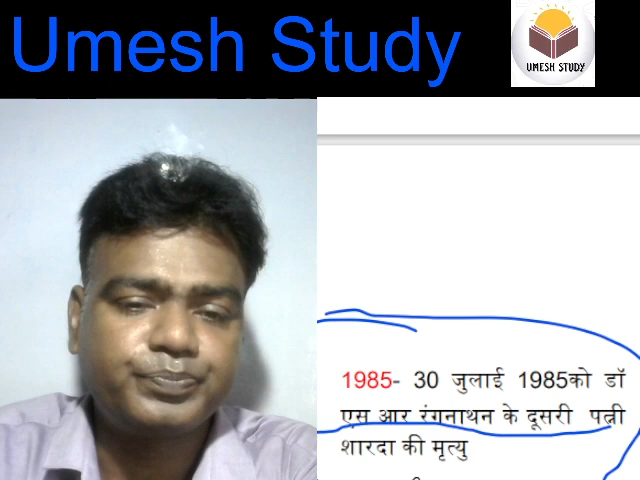 Umesh Study
UMESH STUDY
1985- 30 जुलाई 1985को डॉ
एस आर रंगनाथन के दूसरी पत्नी
शारदा की मृत्यु